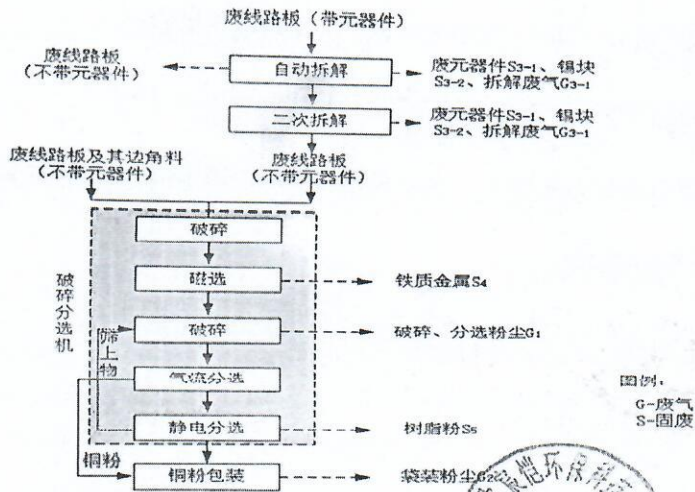 废线路板（带元器件）
废线路板
（不带元器件）
自动拆解
废元器件S3-1、锡块
S3-2、拆解废气G3-1
二次拆解
废元器件S3-1、锡块
S3-2、拆解废气G3-1
废线路板及其边角料
（不带元器件）
废线路板
（不带元器件）
破碎分选机
破碎
磁选
铁质金属S4
筛上物
破碎
破碎、分选粉尘G1
气流分选
静电分选
树脂粉S5
铜粉
铜粉包装
袋装粉尘G2
图例：
G-废气
S-固废
环保科